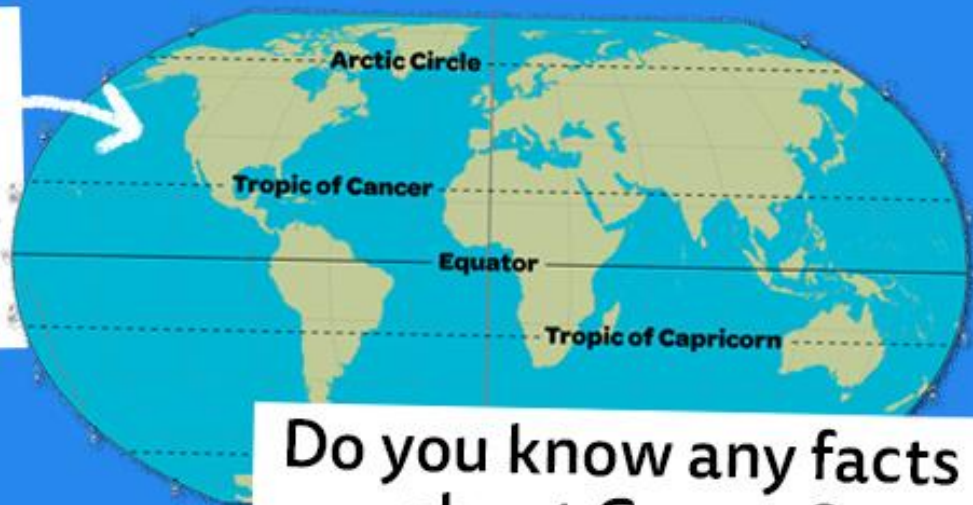 Arctic Circle
Tropic of Cancer
Equator
Tropic of Capricorn
Do you know any facts